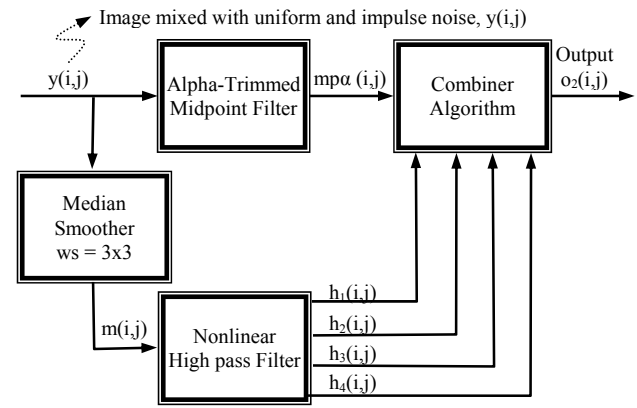 Image mixed with uniform and impulse noise, y(i,j)
y(i,j)
Alpha-Trimmed
Midpoint Filter
mpα (i,j)
Combiner
Algorithm
Output
o₂(i,j)
Median
Smoother
ws = 3x3
m(i,j)
Nonlinear
High pass Filter
h₁(i,j)
h₂(i,j)
h₃(i,j)
h₄(i,j)